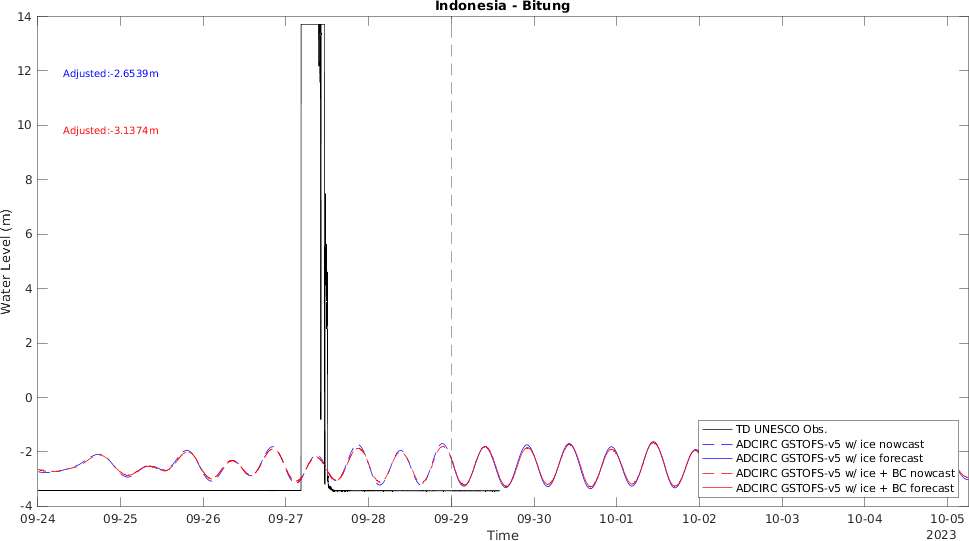 Indonesia - Bitung
14
12
10
8
6
4
2
0
-2
-4
Water Level (m)
Adjusted:-2.6539m
Adjusted:-3.1374m
TD UNESCO Obs.
ADCIRC GSTOFS-v5 w/ ice nowcast
ADCIRC GSTOFS-v5 w/ ice forecast
ADCIRC GSTOFS-v5 w/ ice + BC nowcast
ADCIRC GSTOFS-v5 w/ ice + BC forecast
09-24 09-25 09-26 09-27 09-28 09-29 09-30 10-01 10-02 10-03 10-04 10-05
Time
2023